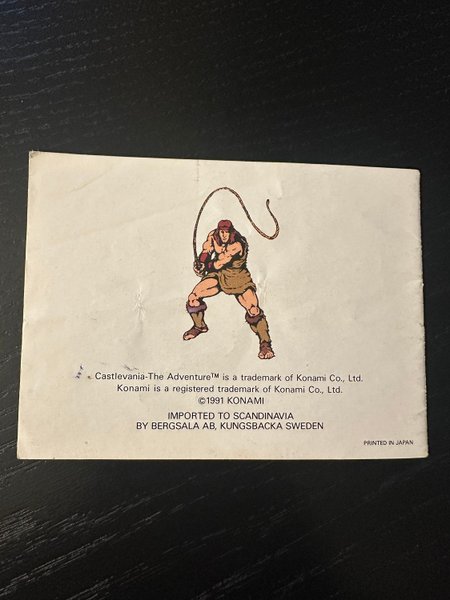 Castlevania-The Adventure™ is a trademark of Konami Co., Ltd.
Konami is a registered trademark of Konami Co., Ltd.
©1991 KONAMI
IMPORTED TO SCANDINAVIA
BY BERGSALA AB, KUNGSBACKA SWEDEN
PRINTED IN JAPAN